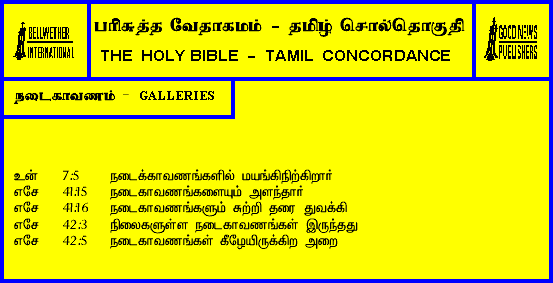 BELLWETHER
INTERNATIONAL
பரிசுத்த வேதாகமம் - தமிழ் சொல்தொகுதி
THE HOLY BIBLE - TAMIL CONCORDANCE
GOOD NEWS
PUBLISHERS
நடைகாவணம் - GALLERIES
உன் 7:5 நடைக்காவணங்களில் மயங்கிநிற்கிறார்
எசே 41:15 நடைகாவணங்களையும் அளந்தார்
எசே 41:16 நடைகாவணங்களும் சுற்றி தரை துவக்கி
எசே 42:3 நிலைகளுள்ள நடைகாவணங்கள் இருந்தது
எசே 42:5 நடைகாவணங்கள் கீழேயிருக்கிற அறை